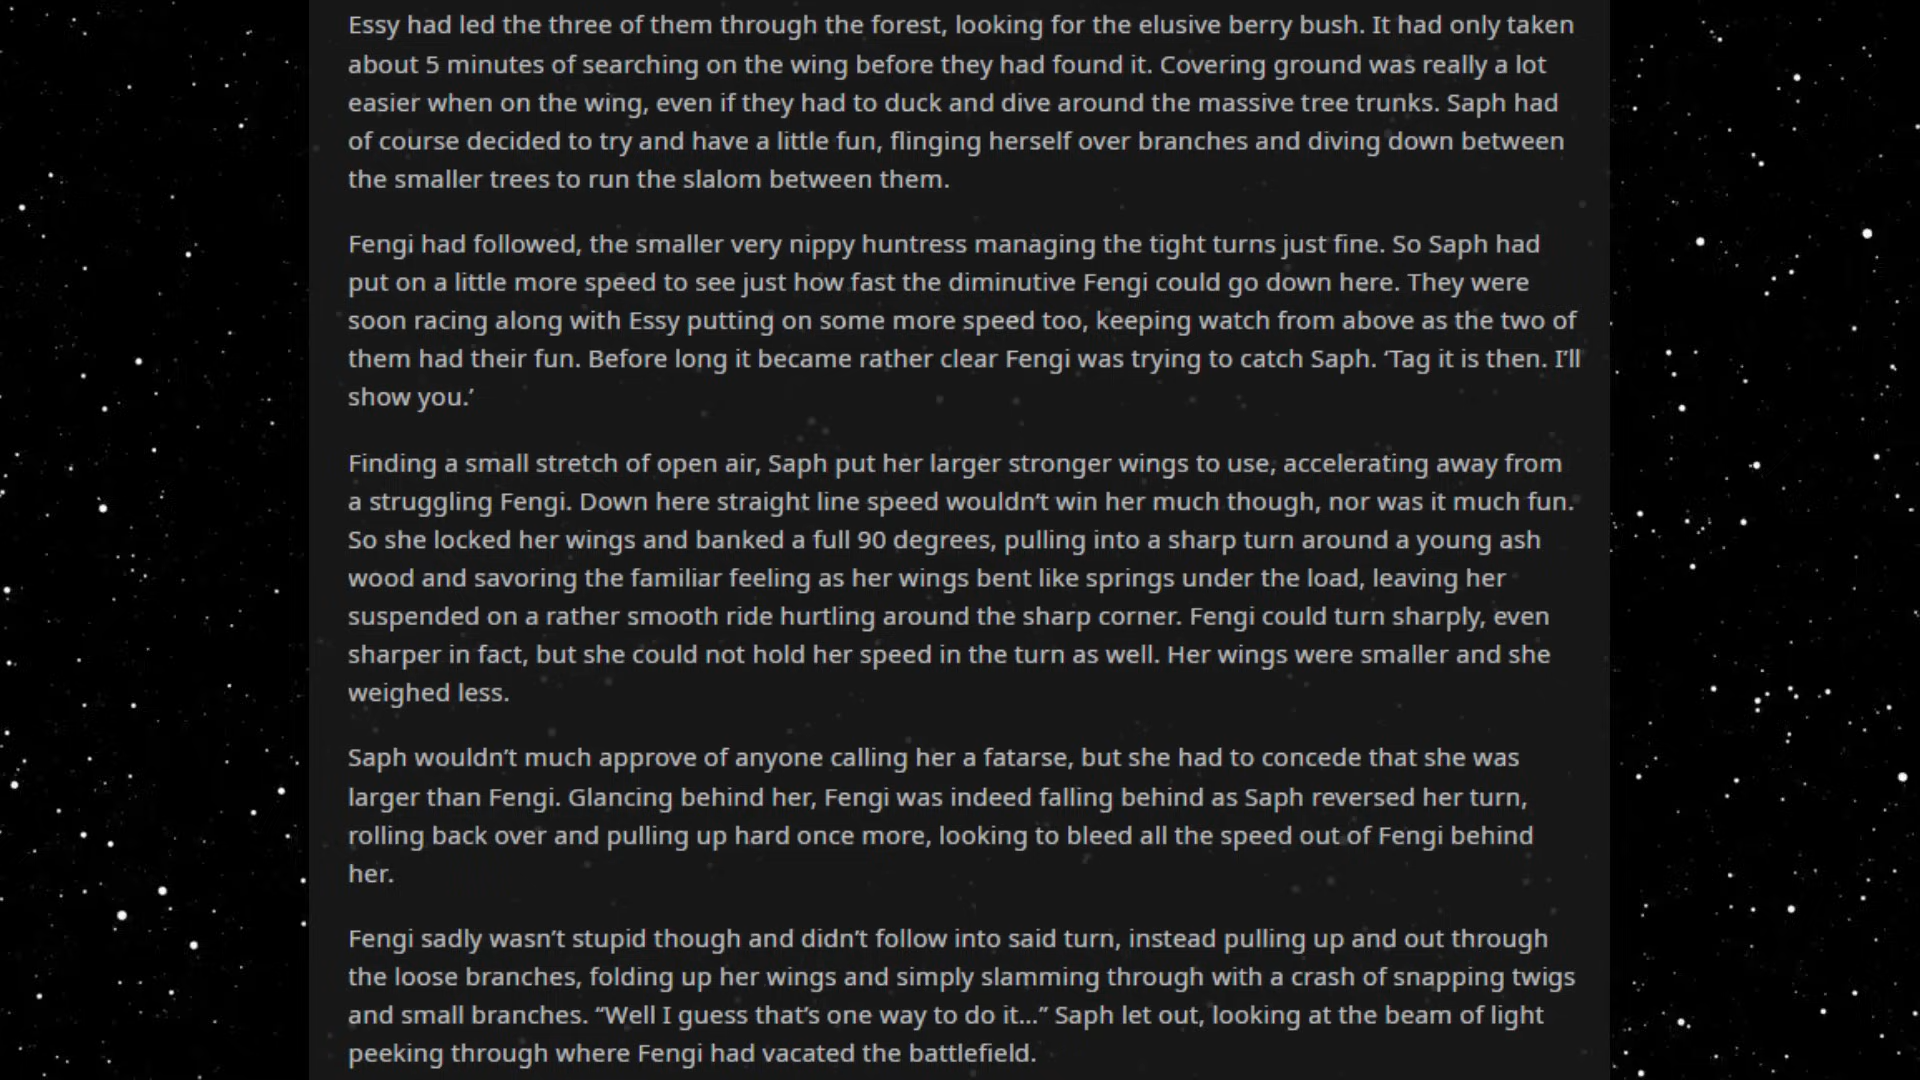 Essy had led the three of them through the forest, looking for the elusive berry bush. It had only taken
about 5 minutes of searching on the wing before they had found it. Covering ground was really a lot
easier when on the wing, even if they had to duck and dive around the massive tree trunks. Saph had
of course decided to try and have a little fun, flinging herself over branches and diving down between
the smaller trees to run the slalom between them.
Fengi had followed, the smaller very nippy huntress managing the tight turns just fine. So Saph had
put on a little more speed to see just how fast the diminutive Fengi could go down here. They were
soon racing along with Essy putting on some more speed too, keeping watch from above as the two of
them had their fun. Before long it became rather clear Fengi was trying to catch Saph. ‘Tag it is then. I’ll
show you.’
Finding a small stretch of open air, Saph put her larger stronger wings to use, accelerating away from
a struggling Fengi. Down here straight line speed wouldn’t win her much though, nor was it much fun.
So she locked her wings and banked a full 90 degrees, pulling into a sharp turn around a young ash
wood and savoring the familiar feeling as her wings bent like springs under the load, leaving her
suspended on a rather smooth ride hurtling around the sharp corner. Fengi could turn sharply, even
sharper in fact, but she could not hold her speed in the turn as well. Her wings were smaller and she
weighed less.
Saph wouldn’t much approve of anyone calling her a fatarse, but she had to concede that she was
larger than Fengi. Glancing behind her, Fengi was indeed falling behind as Saph reversed her turn,
rolling back over and pulling up hard once more, looking to bleed all the speed out of Fengi behind
her.
Fengi sadly wasn’t stupid though and didn’t follow into said turn, instead pulling up and out through
the loose branches, folding up her wings and simply slamming through with a crash of snapping twigs
and small branches. “Well I guess that’s one way to do it…” Saph let out, looking at the beam of light
peeking through where Fengi had vacated the battlefield.